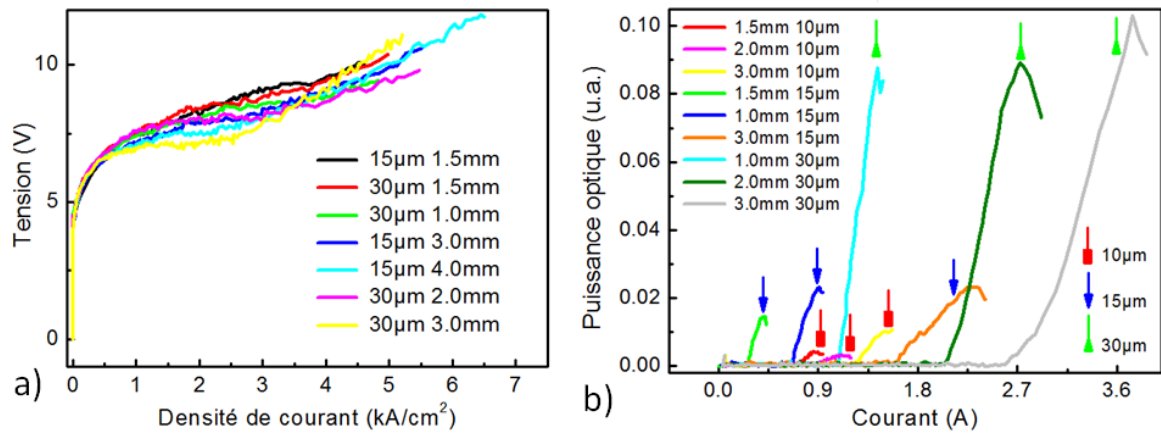 10
5
0
Tension (V)
15µm 1.5mm
30µm 1.5mm
30µm 1.0mm
15µm 3.0mm
15µm 4.0mm
30µm 2.0mm
30µm 3.0mm
0 1 2 3 4 5 6 7
Densité de courant (kA/cm²)
a)
0.10
0.08
0.06
0.04
0.02
0.00
Puissance optique (u.a.)
1.5mm 10µm
2.0mm 10µm
3.0mm 10µm
1.5mm 15µm
1.0mm 15µm
3.0mm 15µm
1.0mm 30µm
2.0mm 30µm
3.0mm 30µm
10µm
15µm
30µm
0.0 0.9 1.8 2.7 3.6
Courant (A)
b)